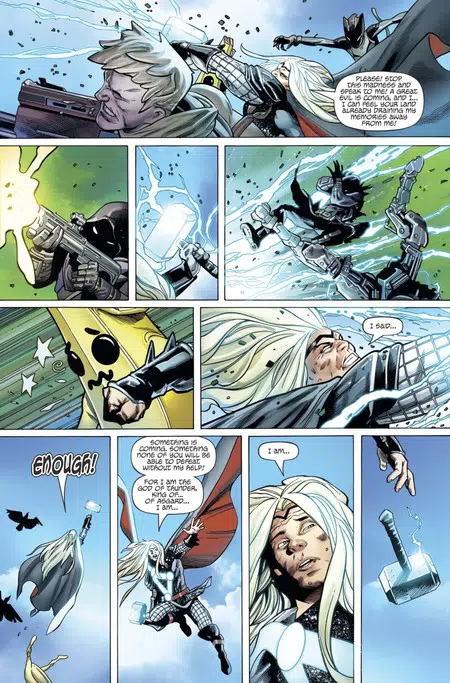 PLEASE! STOP
THIS MADNESS AND
SPEAK TO ME! A GREAT
EVIL IS COMING, AND I...
I CAN FEEL YOUR LAND
ALREADY DRAINING MY
MEMORIES AWAY
FROM ME!
I SAID...
ENOUGH!
SOMETHING IS
COMING. SOMETHING
NONE OF YOU WILL BE
ABLE TO DEFEAT
WITHOUT MY HELP!
FOR I AM THE
GOD OF THUNDER,
KING OF...
OF ASGARD...
I AM...
I AM...